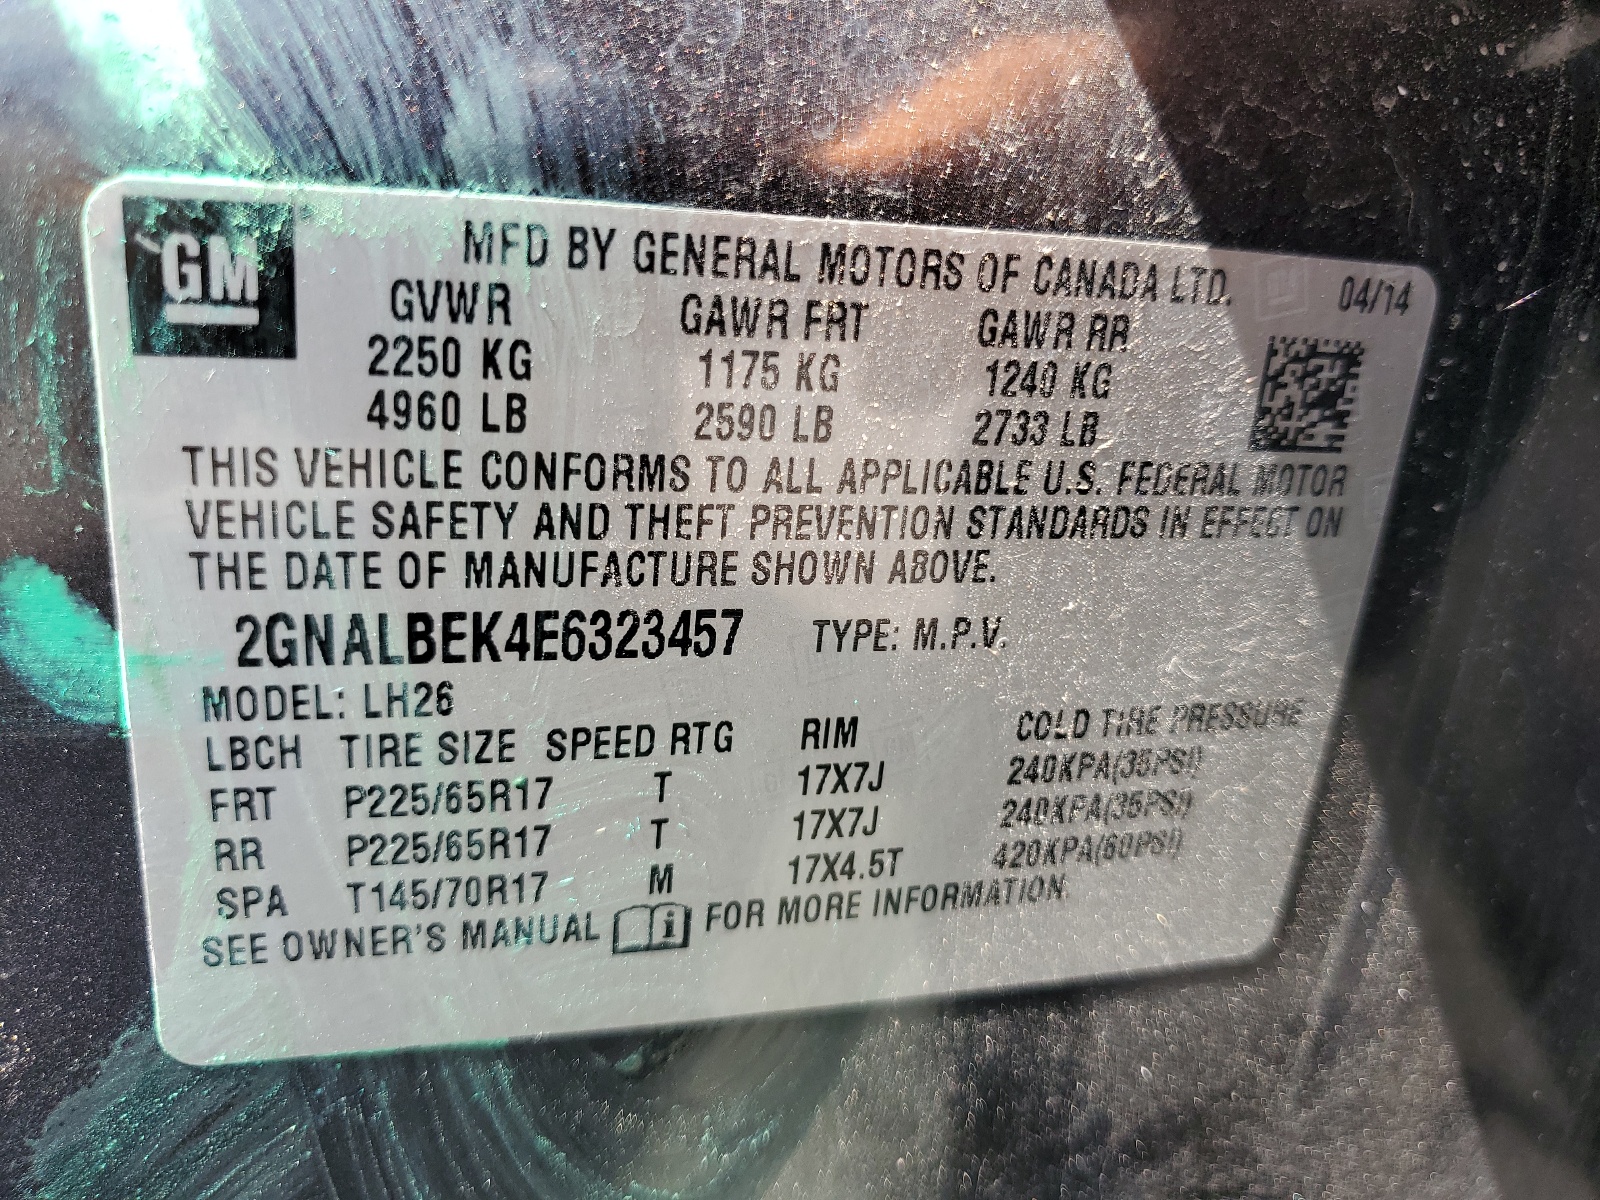 GM
MFD BY GENERAL MOTORS OF CANADA LTD. 04/14
GVWR GAWR FRT GAWR RR
2250 KG 1175 KG 1240 KG
4960 LB 2590 LB 2733 LB
THIS VEHICLE CONFORMS TO ALL APPLICABLE U.S. FEDERAL MOTOR
VEHICLE SAFETY AND THEFT PREVENTION STANDARDS IN EFFECT ON
THE DATE OF MANUFACTURE SHOWN ABOVE.
2GNALBEK4E6323457 TYPE: M.P.V.
MODEL: LH26
LBCH TIRE SIZE SPEED RTG RIM COLD TIRE PRESSURE
FRT P225/65R17 T 17X7J 240KPA(35PSI)
RR P225/65R17 T 17X7J 240KPA(35PSI)
SPA T145/70R17 M 17X4.5T 420KPA(60PSI)
SEE OWNER'S MANUAL i FOR MORE INFORMATION.